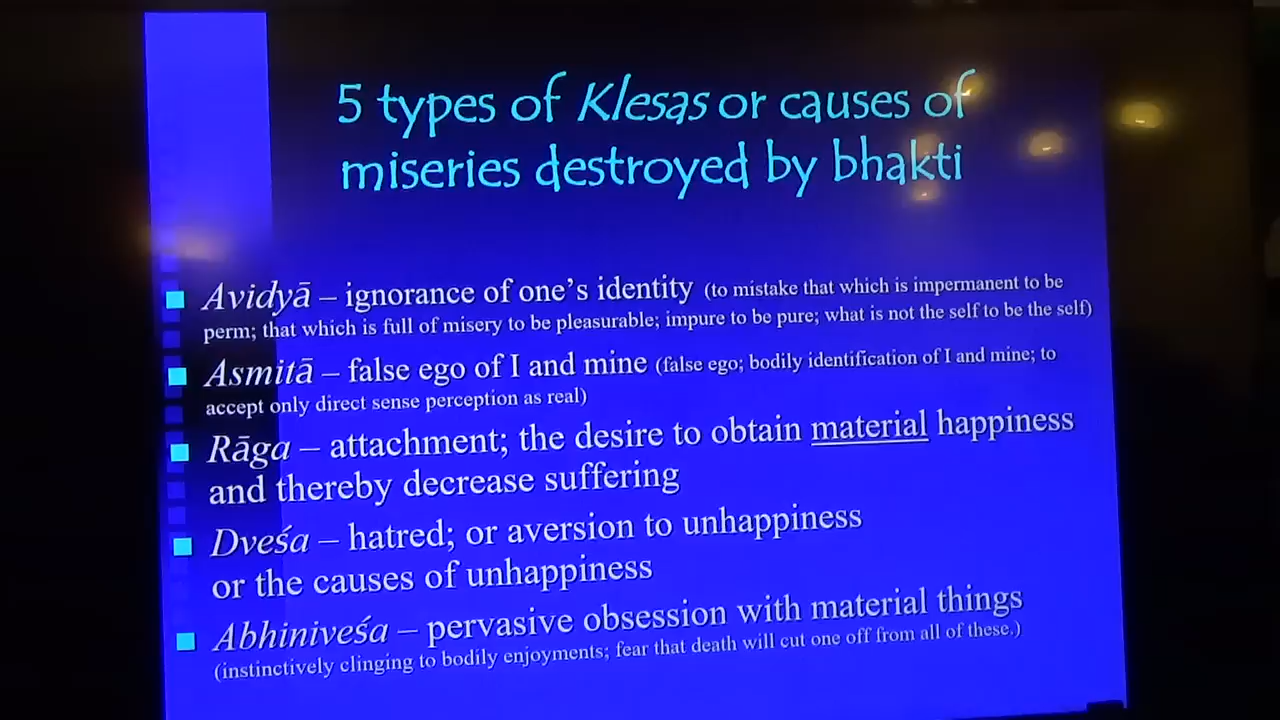 5 types of Klesas or causes of
miseries destroyed by bhakti
Avidyā – ignorance of one's identity (to mistake that which is impermanent to be
perm; that which is full of misery to be pleasurable; impure to be pure; what is not the self to be the self)
Asmitā – false ego of I and mine (false ego; bodily identification of I and mine; to
accept only direct sense perception as real)
Rāga – attachment; the desire to obtain material happiness
and thereby decrease suffering
Dveśa – hatred; or aversion to unhappiness
or the causes of unhappiness
Abhiniveśa – pervasive obsession with material things
(instinctively clinging to bodily enjoyments; fear that death will cut one off from all of these.)